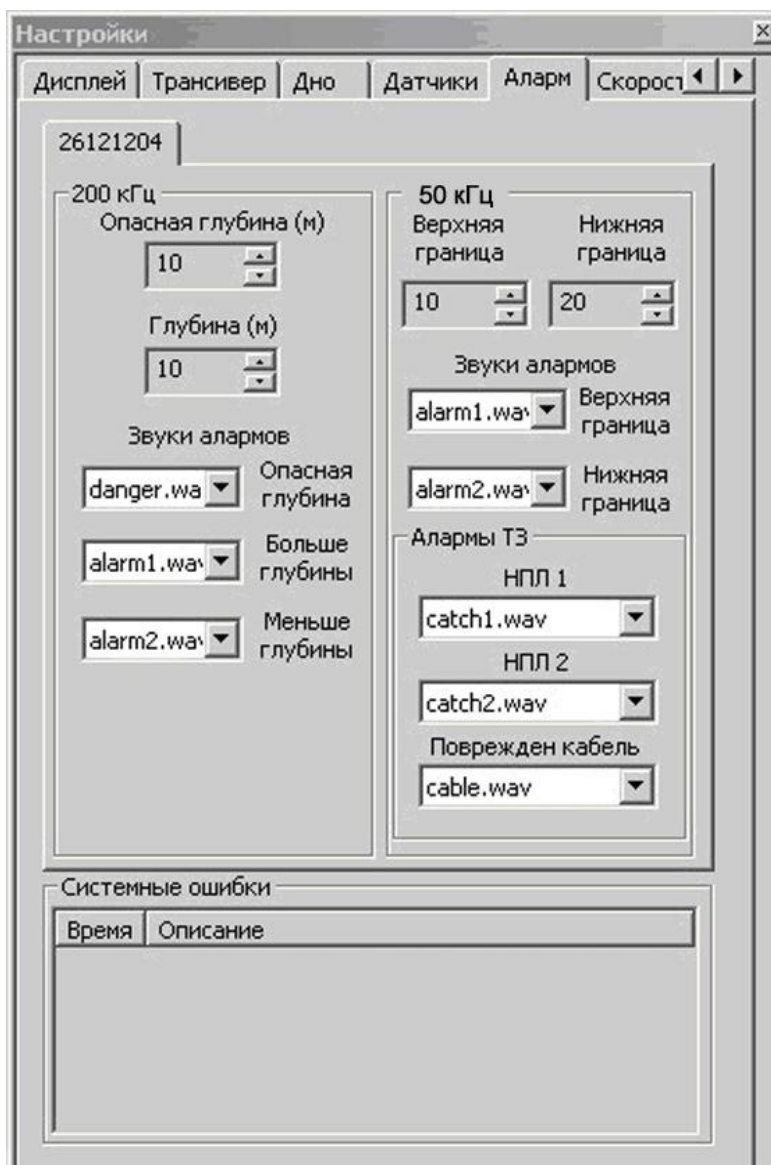 Настройки
Дисплей Трансивер Дно Датчики Аларм Скорост
26121204
200 кГц
Опасная глубина (м)
10
Глубина (м)
10
Звуки алармов
danger.wa Опасная глубина
alarm1.wav Больше глубины
alarm2.wav Меньше глубины
50 кГц
Верхняя граница Нижняя граница
10 20
Звуки алармов
alarm1.wav Верхняя граница
alarm2.wav Нижняя граница
Алармы ТЗ
НПЛ 1
catch1.wav
НПЛ 2
catch2.wav
Поврежден кабель
cable.wav
Системные ошибки
Время Описание